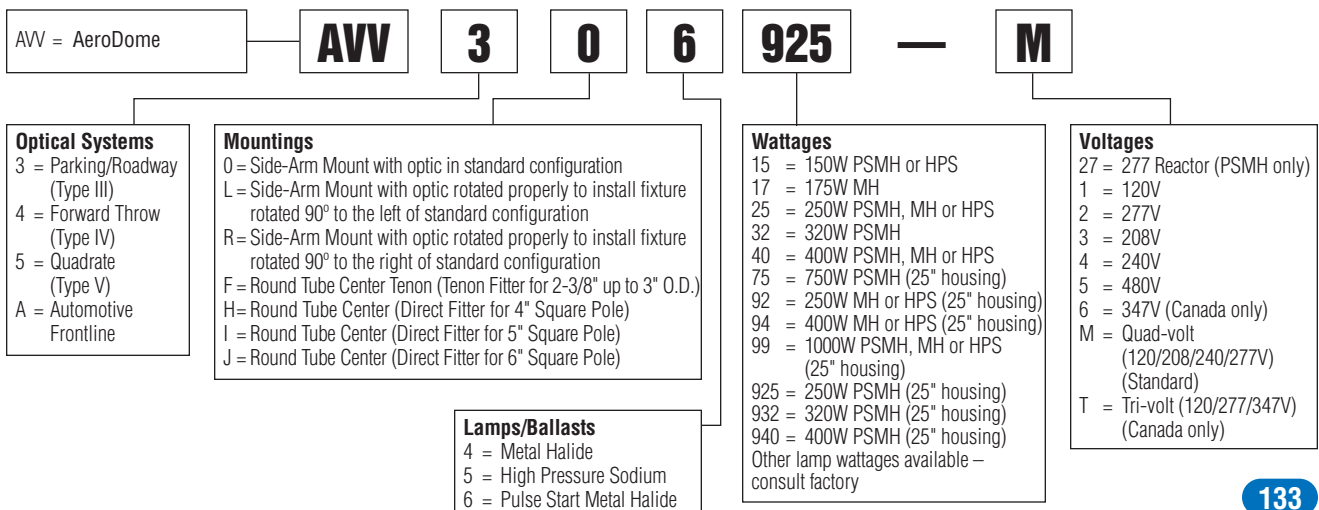 AVV = AeroDome
AVV 3 0 6 925 — M
Optical Systems
3 = Parking/Roadway
(Type III)
4 = Forward Throw
(Type IV)
5 = Quadrate
(Type V)
A = Automotive
Frontline
Mountings
0 = Side-Arm Mount with optic in standard configuration
L = Side-Arm Mount with optic rotated properly to install fixture
rotated 90º to the left of standard configuration
R = Side-Arm Mount with optic rotated properly to install fixture
rotated 90º to the right of standard configuration
F = Round Tube Center Tenon (Tenon Fitter for 2-3/8" up to 3" O.D.)
H = Round Tube Center (Direct Fitter for 4" Square Pole)
I = Round Tube Center (Direct Fitter for 5" Square Pole)
J = Round Tube Center (Direct Fitter for 6" Square Pole)
Lamps/Ballasts
4 = Metal Halide
5 = High Pressure Sodium
6 = Pulse Start Metal Halide
Wattages
15 = 150W PSMH or HPS
17 = 175W MH
25 = 250W PSMH, MH or HPS
32 = 320W PSMH
40 = 400W PSMH, MH or HPS
75 = 750W PSMH (25" housing)
92 = 250W MH or HPS (25" housing)
94 = 400W MH or HPS (25" housing)
99 = 1000W PSMH, MH or HPS
(25" housing)
925 = 250W PSMH (25" housing)
932 = 320W PSMH (25" housing)
940 = 400W PSMH (25" housing)
Other lamp wattages available –
consult factory
Voltages
27 = 277 Reactor (PSMH only)
1 = 120V
2 = 277V
3 = 208V
4 = 240V
5 = 480V
6 = 347V (Canada only)
M = Quad-volt
(120/208/240/277V)
(Standard)
T = Tri-volt (120/277/347V)
(Canada only)
133